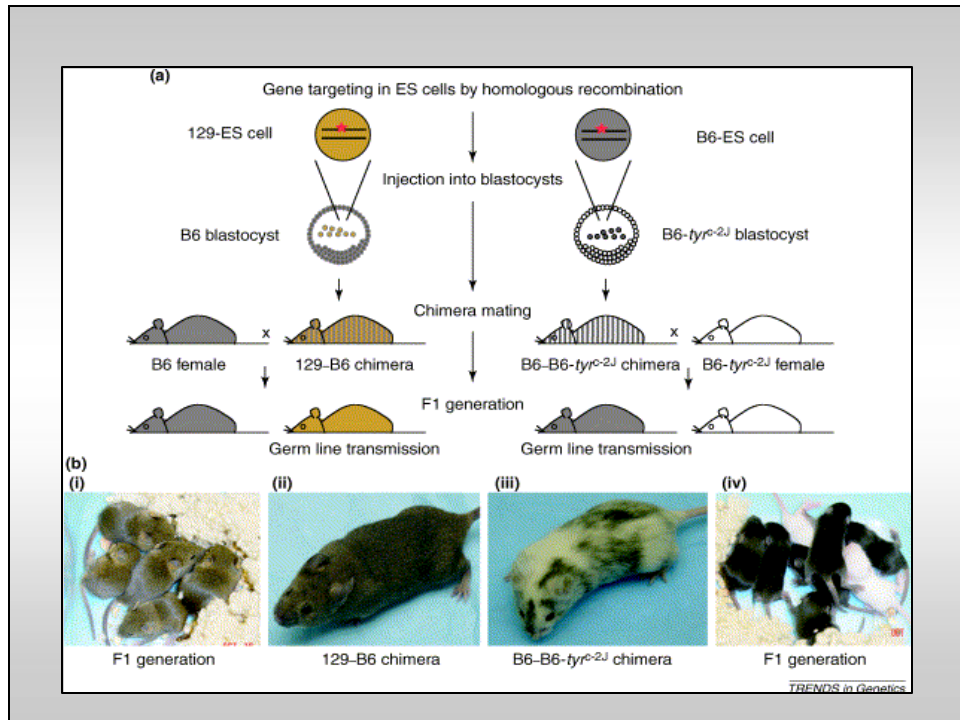 (a)
Gene targeting in ES cells by homologous recombination
129-ES cell
B6-ES cell
Injection into blastocysts
B6 blastocyst
B6-tyrc-2J blastocyst
Chimera mating
x
x
B6 female
129–B6 chimera
B6–B6-tyrc-2J chimera
B6-tyrc-2J female
F1 generation
Germ line transmission
Germ line transmission
(b)
(i)
(ii)
(iii)
(iv)
F1 generation
129–B6 chimera
B6–B6-tyrc-2J chimera
F1 generation
TRENDS in Genetics